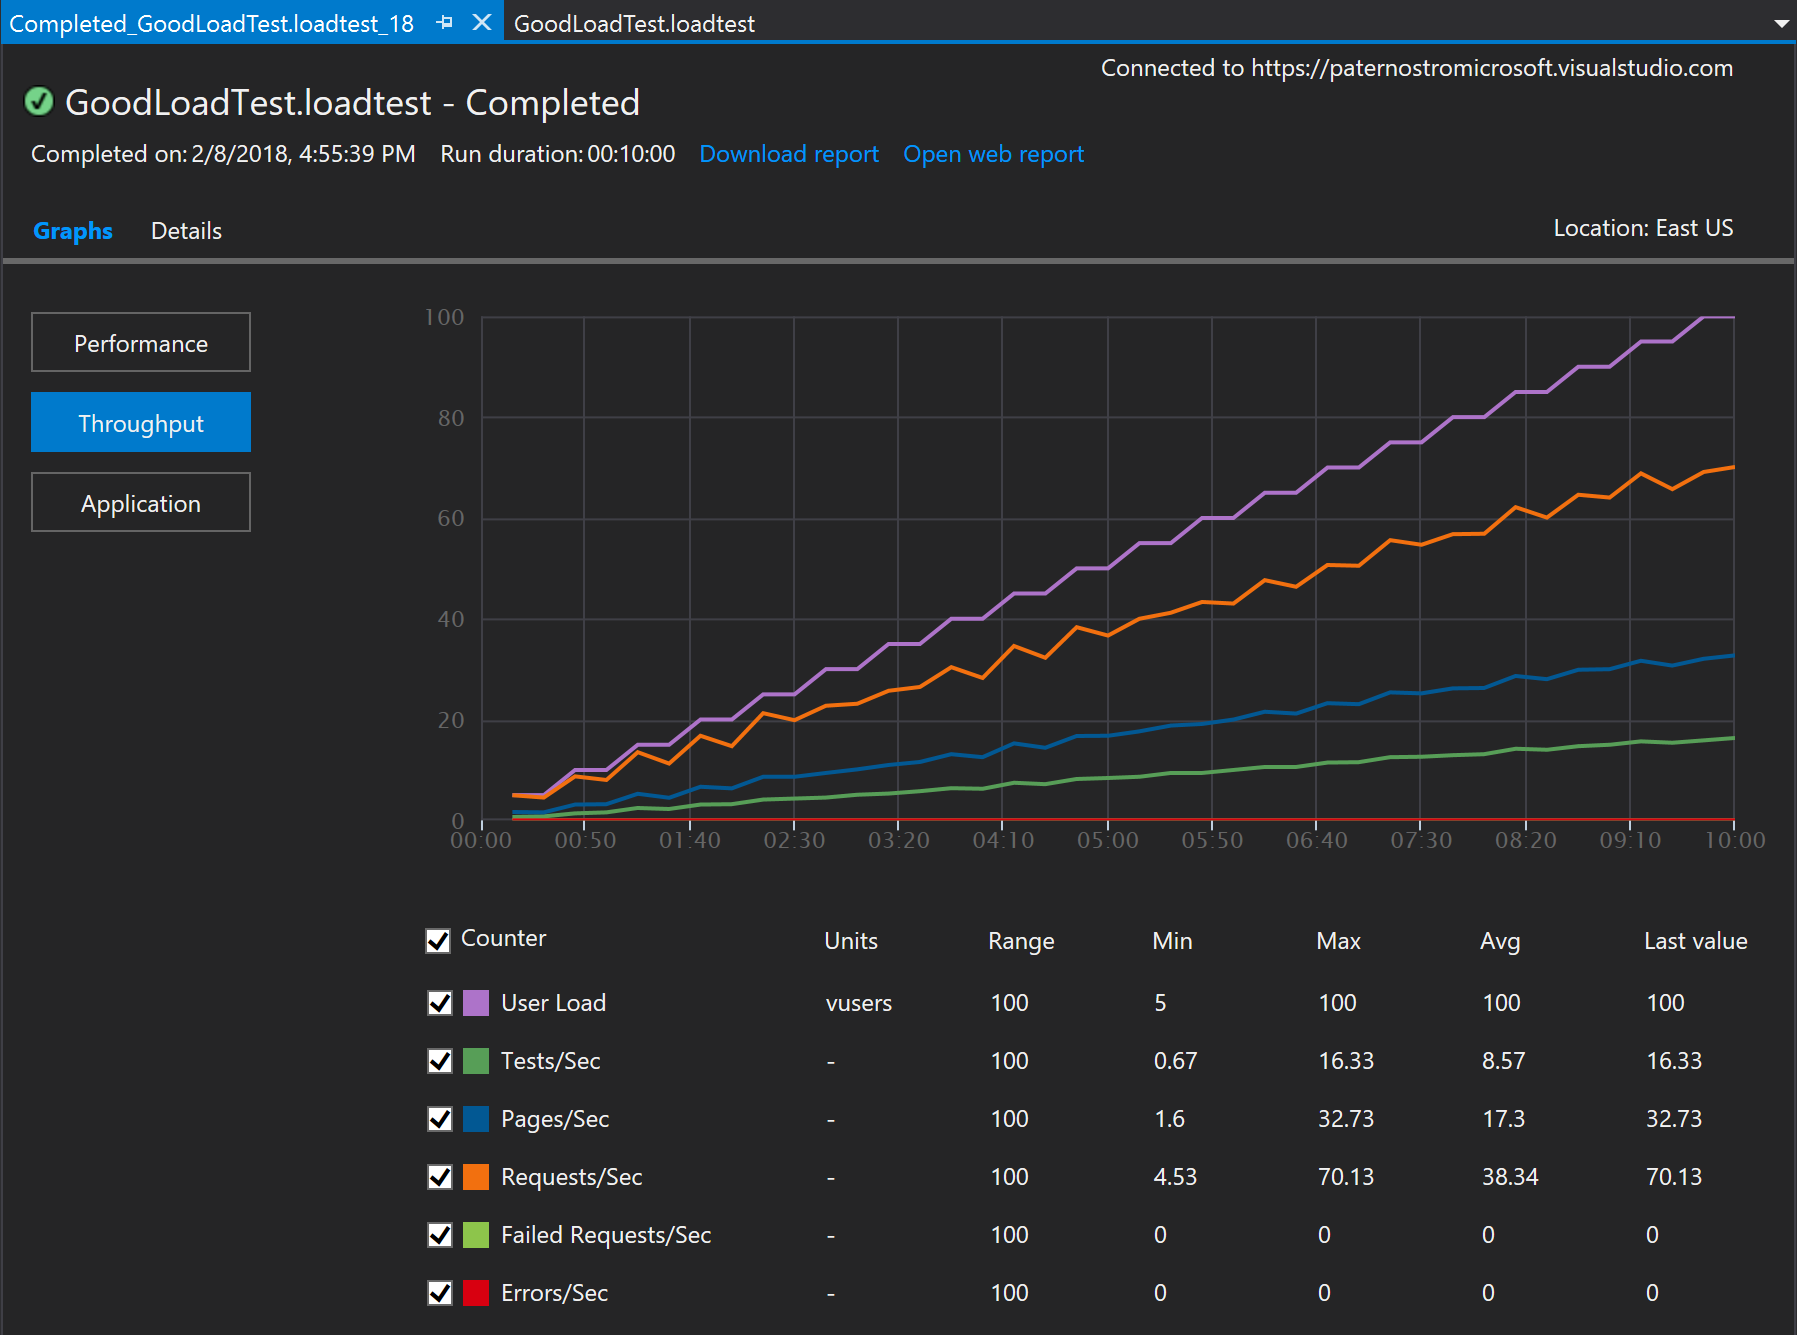 Completed_GoodLoadTest.loadtest_18 GoodLoadTest.loadtest
Connected to https://paternostromicrosoft.visualstudio.com
GoodLoadTest.loadtest - Completed
Completed on: 2/8/2018, 4:55:39 PM Run duration: 00:10:00 Download report Open web report
Graphs Details Location: East US
Performance
Throughput
Application
100
80
60
40
20
0
00:00 00:50 01:40 02:30 03:20 04:10 05:00 05:50 06:40 07:30 08:20 09:10 10:00
Counter Units Range Min Max Avg Last value
User Load vusers 100 5 100 100 100
Tests/Sec - 100 0.67 16.33 8.57 16.33
Pages/Sec - 100 1.6 32.73 17.3 32.73
Requests/Sec - 100 4.53 70.13 38.34 70.13
Failed Requests/Sec - 100 0 0 0 0
Errors/Sec - 100 0 0 0 0